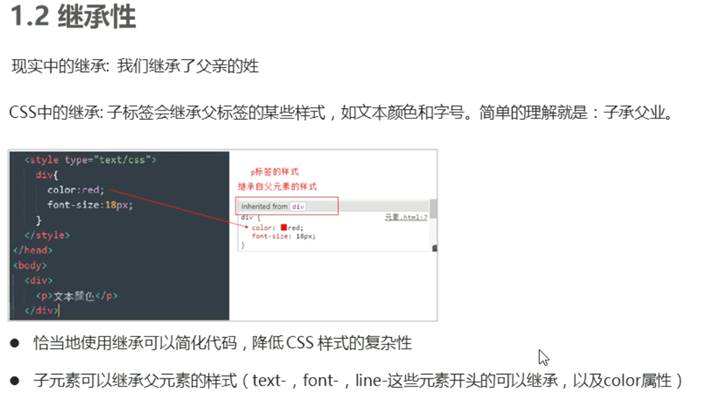 1.2 继承性
现实中的继承: 我们继承了父亲的姓
CSS中的继承: 子标签会继承父标签的某些样式，如文本颜色和字号。简单的理解就是：子承父业。
<style type="text/css">
div{
color:red;
font-size:18px;
}
</style>
</head>
<body>
<div>
<p>文本颜色</p>
</div>
p标签的样式
继承自父元素的样式
Inherited from div
div { 元素.html:7
color: red;
font-size: 18px;
}
● 恰当地使用继承可以简化代码，降低 CSS 样式的复杂性
● 子元素可以继承父元素的样式（text-，font-，line-这些元素开头的可以继承，以及color属性）